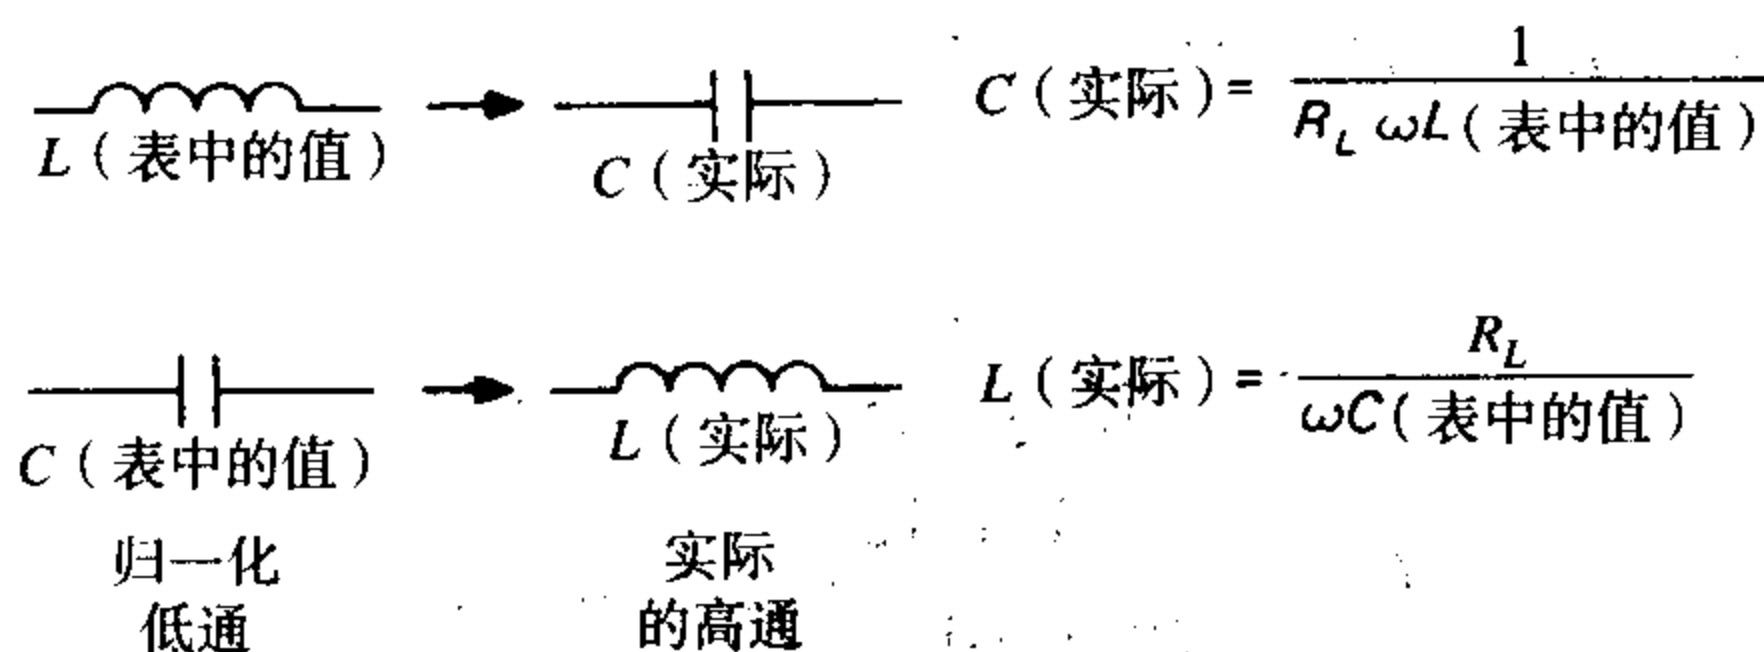 L（表中的值）
C（实际）
C（实际）= 1 / R_L ωL（表中的值）
C（表中的值）
L（实际）
L（实际）= R_L / ωC（表中的值）
归一化
低通
实际
的高通